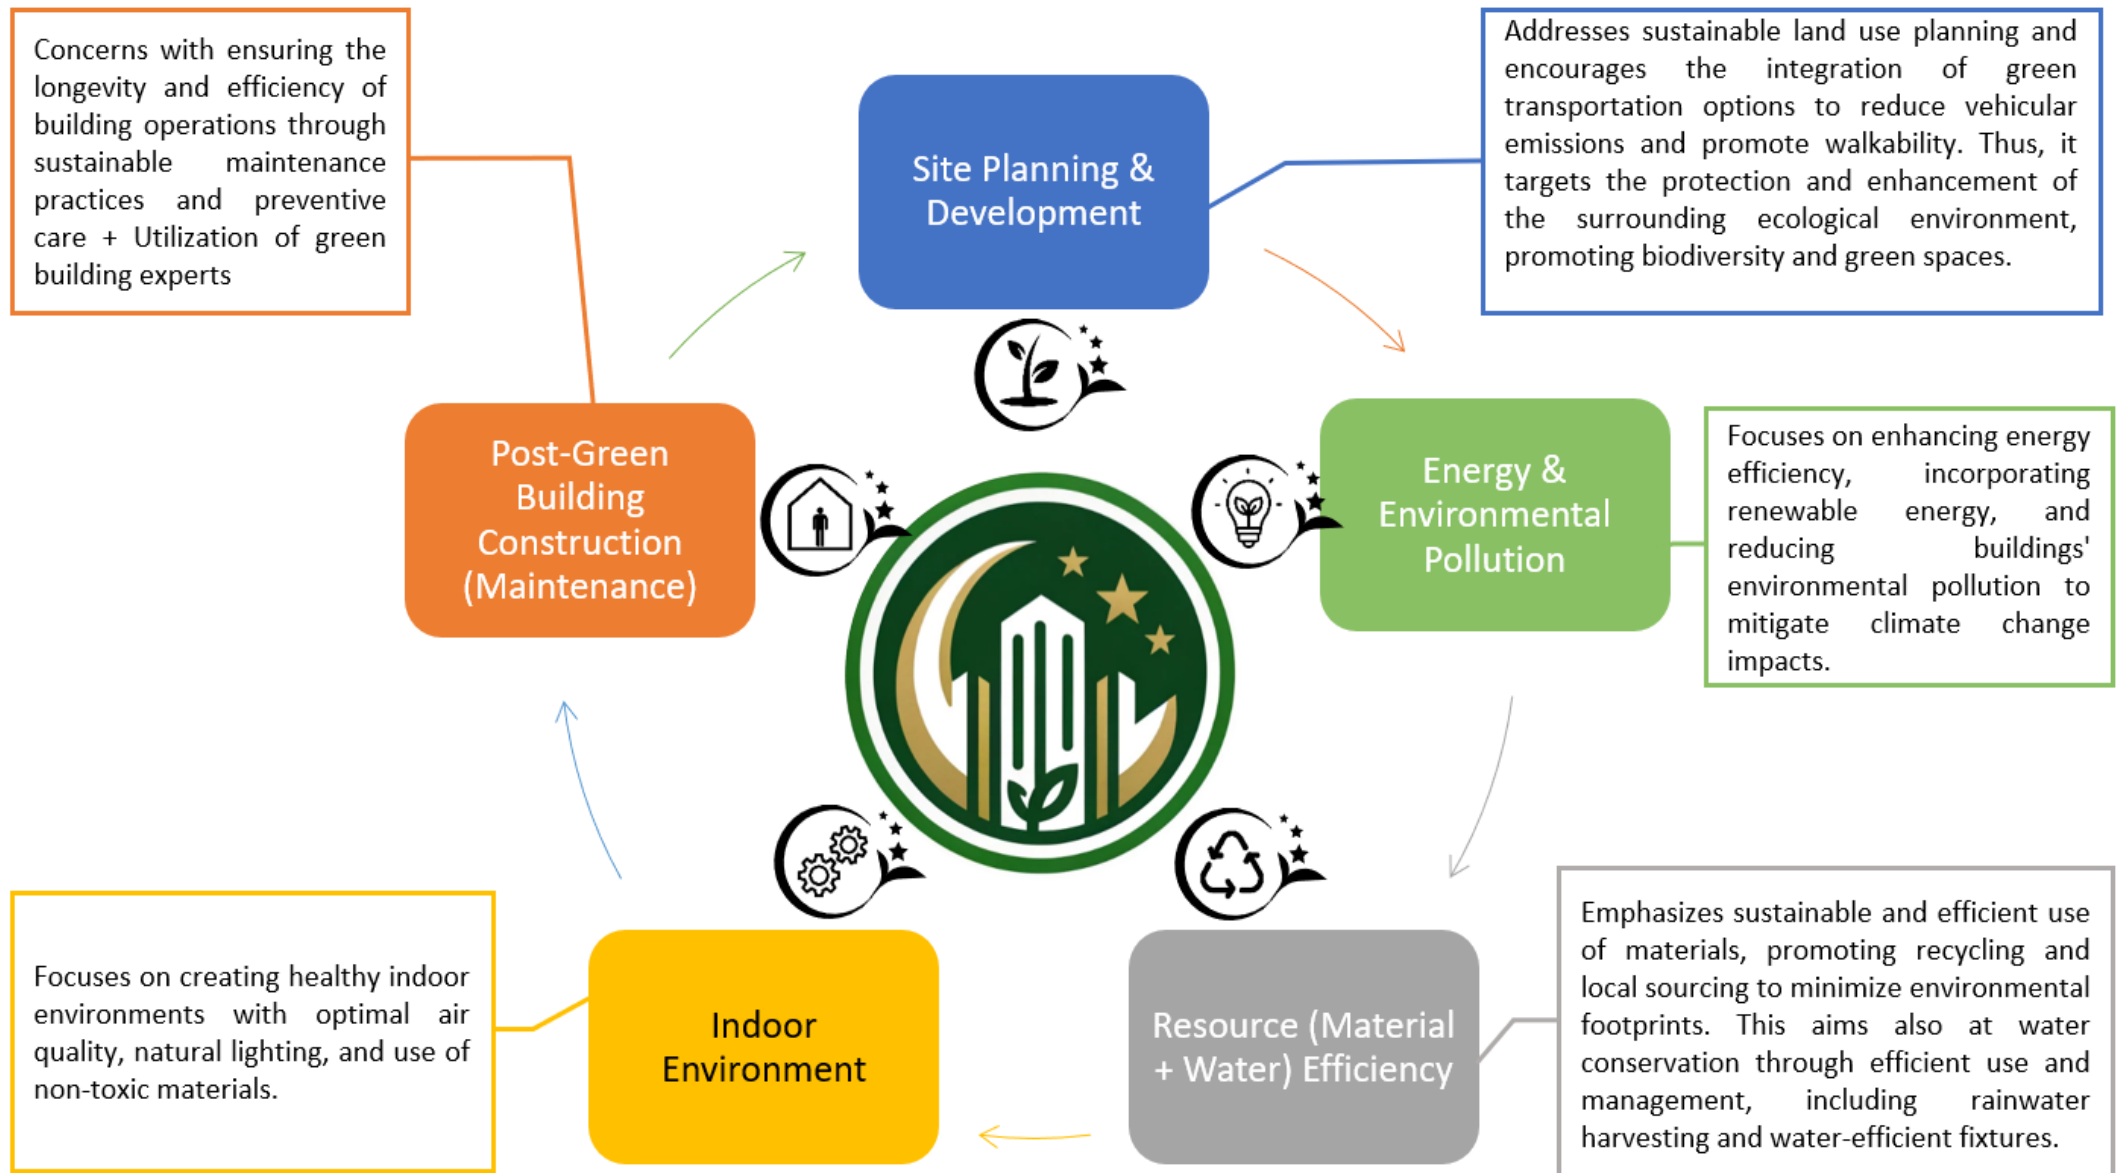 Concerns with ensuring the
longevity and efficiency of
building operations through
sustainable maintenance
practices and preventive
care + Utilization of green
building experts
Site Planning &
Development
Addresses sustainable land use planning and
encourages the integration of green
transportation options to reduce vehicular
emissions and promote walkability. Thus, it
targets the protection and enhancement of
the surrounding ecological environment,
promoting biodiversity and green spaces.
Post-Green
Building
Construction
(Maintenance)
Energy &
Environmental
Pollution
Focuses on enhancing energy
efficiency, incorporating
renewable energy, and
reducing buildings'
environmental pollution to
mitigate climate change
impacts.
Focuses on creating healthy indoor
environments with optimal air
quality, natural lighting, and use of
non-toxic materials.
Indoor
Environment
Resource (Material
+ Water) Efficiency
Emphasizes sustainable and efficient use
of materials, promoting recycling and
local sourcing to minimize environmental
footprints. This aims also at water
conservation through efficient use and
management, including rainwater
harvesting and water-efficient fixtures.